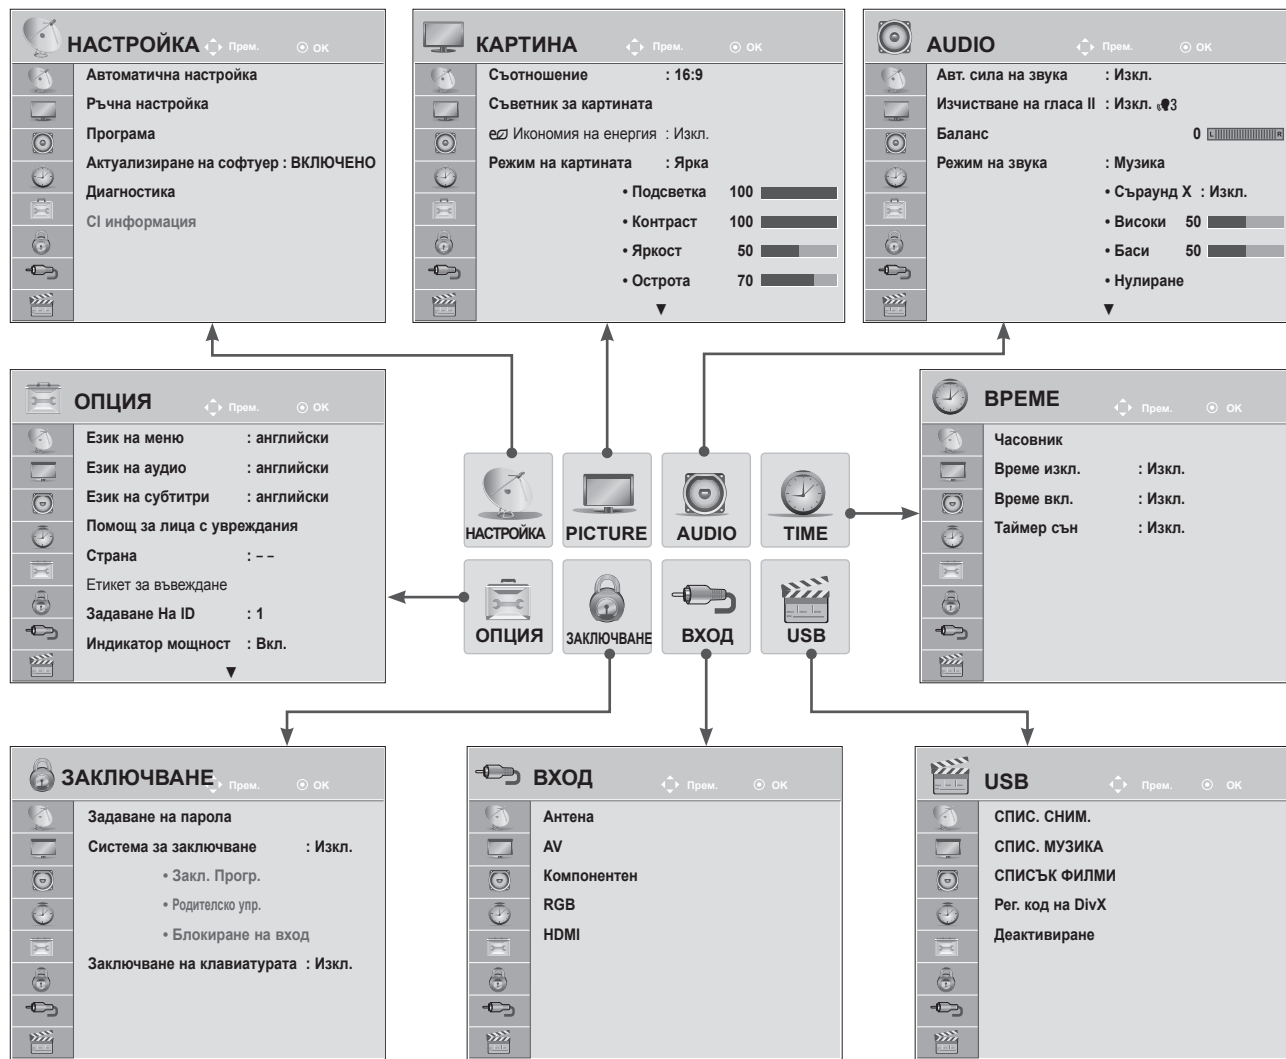 НАСТРОЙКА Прем. OK
Автоматична настройка
Ръчна настройка
Програма
Актуализиране на софтуер : ВКЛЮЧЕНО
Диагностика
CI информация
КАРТИНА Прем. OK
Съотношение : 16:9
Съветник за картината
Икономия на енергия : Изкл.
Режим на картината : Ярка
• Подсветка 100
• Контраст 100
• Яркост 50
• Острота 70
▼
AUDIO Прем. OK
Авт. сила на звука : Изкл.
Изчистване на гласа II : Изкл. 3
Баланс 0 L R
Режим на звука : Музика
• Съраунд X : Изкл.
• Високи 50
• Баси 50
• Нулиране
▼
ОПЦИЯ Прем. OK
Език на меню : английски
Език на аудио : английски
Език на субтитри : английски
Помощ за лица с увреждания
Страна : – –
Етикет за въвеждане
Задаване На ID : 1
Индикатор мощност : Вкл.
▼
НАСТРОЙКА
PICTURE
AUDIO
TIME
ОПЦИЯ
ЗАКЛЮЧВАНЕ
ВХОД
USB
ВРЕМЕ Прем. OK
Часовник
Време изкл. : Изкл.
Време вкл. : Изкл.
Таймер сън : Изкл.
ЗАКЛЮЧВАНЕ Прем. OK
Задаване на парола
Система за заключване : Изкл.
• Закл. Прогр.
• Родителско упр.
• Блокиране на вход
Заключване на клавиатурата : Изкл.
ВХОД Прем. OK
Антена
AV
Компонентен
RGB
HDMI
USB Прем. OK
СПИС. СНИМ.
СПИС. МУЗИКА
СПИСЪК ФИЛМИ
Рег. код на DivX
Деактивиране